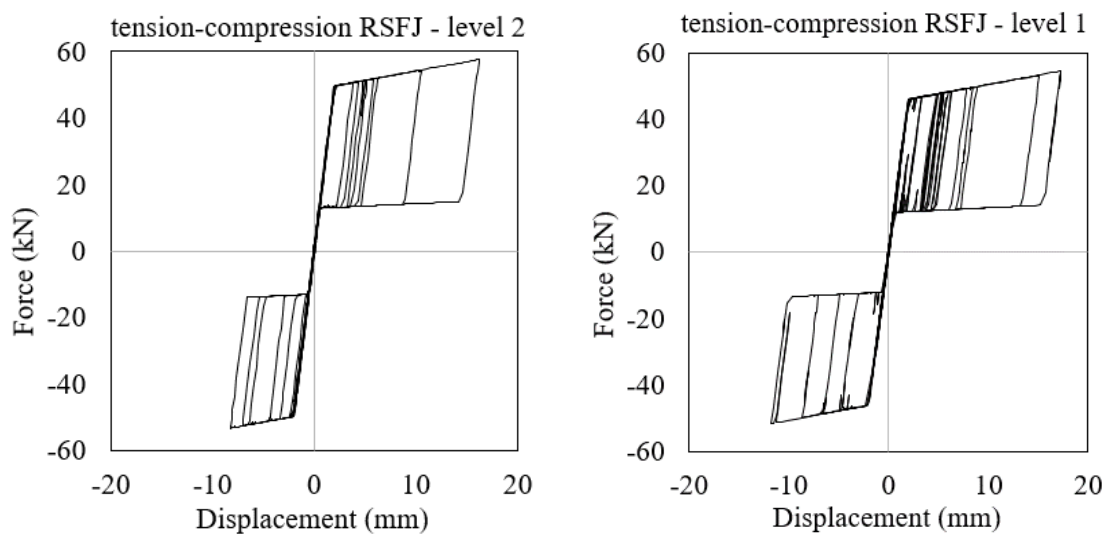 tension-compression RSFJ - level 2
60
40
20
0
-20
-40
-60
Force (kN)
-20 -10 0 10 20
Displacement (mm)
tension-compression RSFJ - level 1
60
40
20
0
-20
-40
-60
Force (kN)
-20 -10 0 10 20
Displacement (mm)